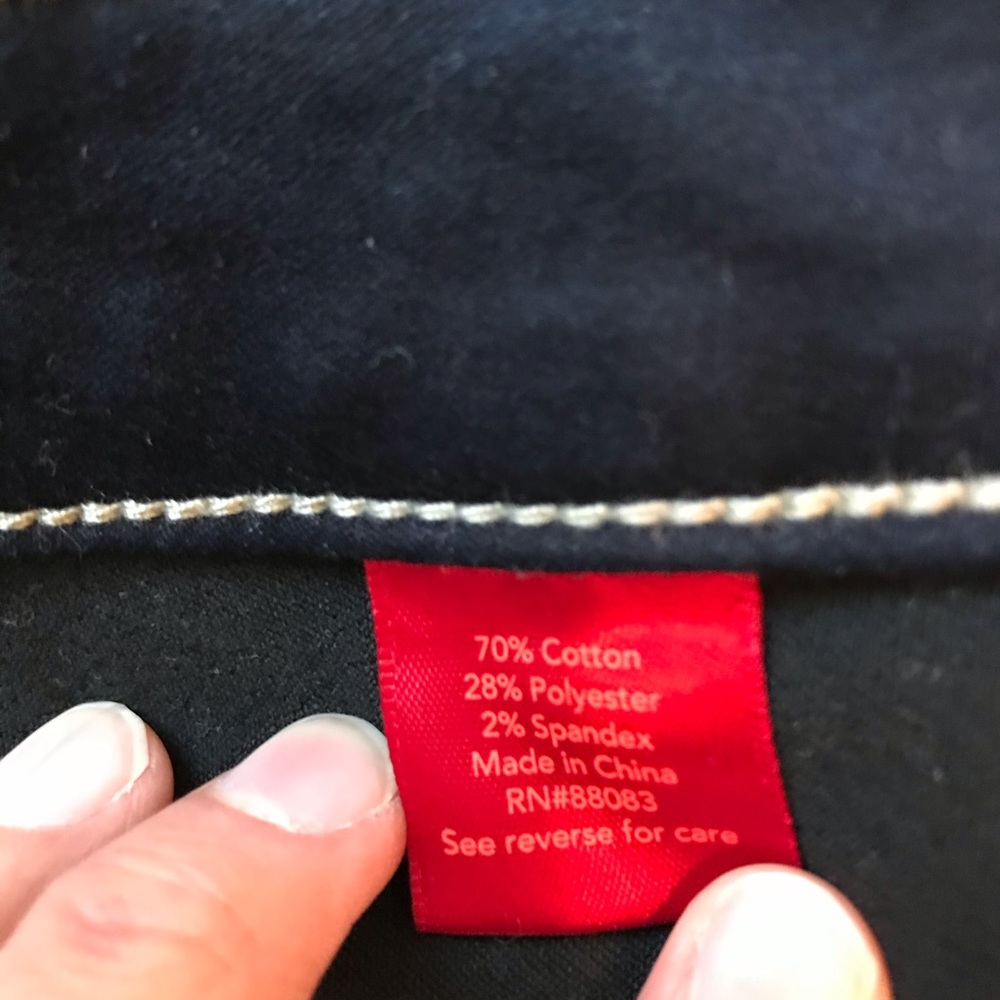 70% Cotton
28% Polyester
2% Spandex
Made in China
RN#88083
See reverse for care